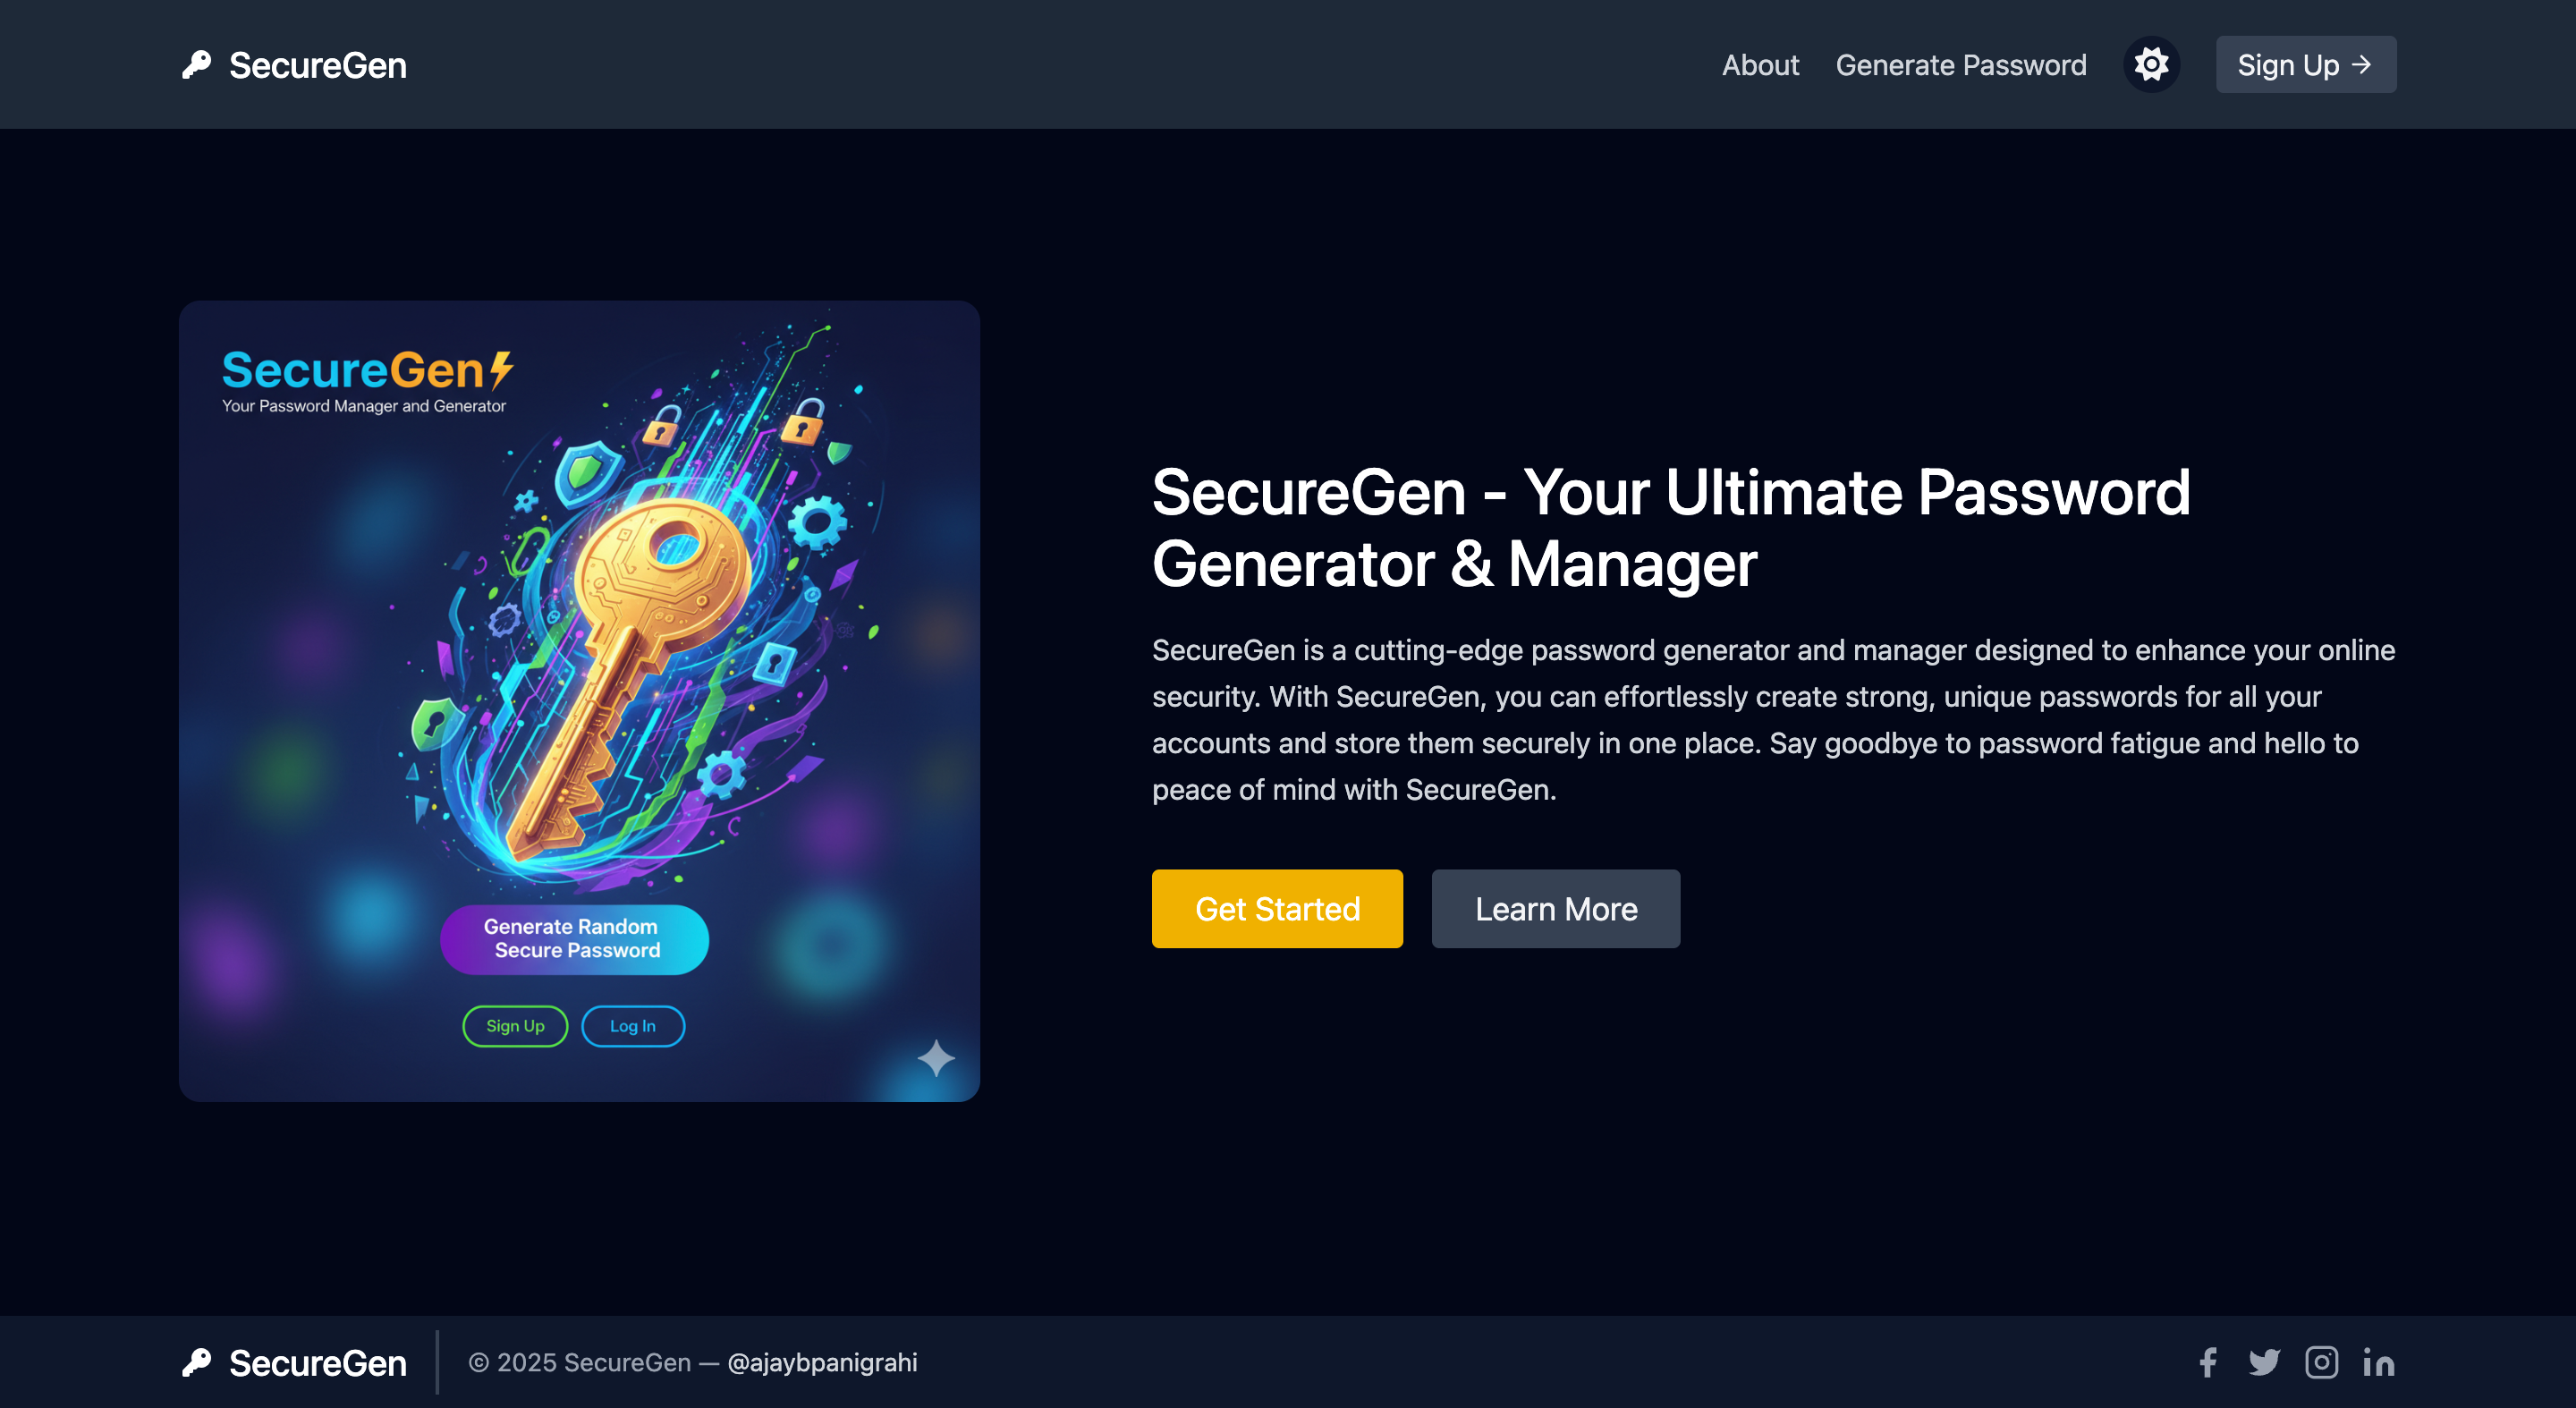 SecureGen
About
Generate Password
Sign Up →
SecureGen
Your Password Manager and Generator
Generate Random
Secure Password
Sign Up
Log In
SecureGen - Your Ultimate Password
Generator & Manager
SecureGen is a cutting-edge password generator and manager designed to enhance your online
security. With SecureGen, you can effortlessly create strong, unique passwords for all your
accounts and store them securely in one place. Say goodbye to password fatigue and hello to
peace of mind with SecureGen.
Get Started
Learn More
SecureGen
© 2025 SecureGen — @ajaybpanigrahi